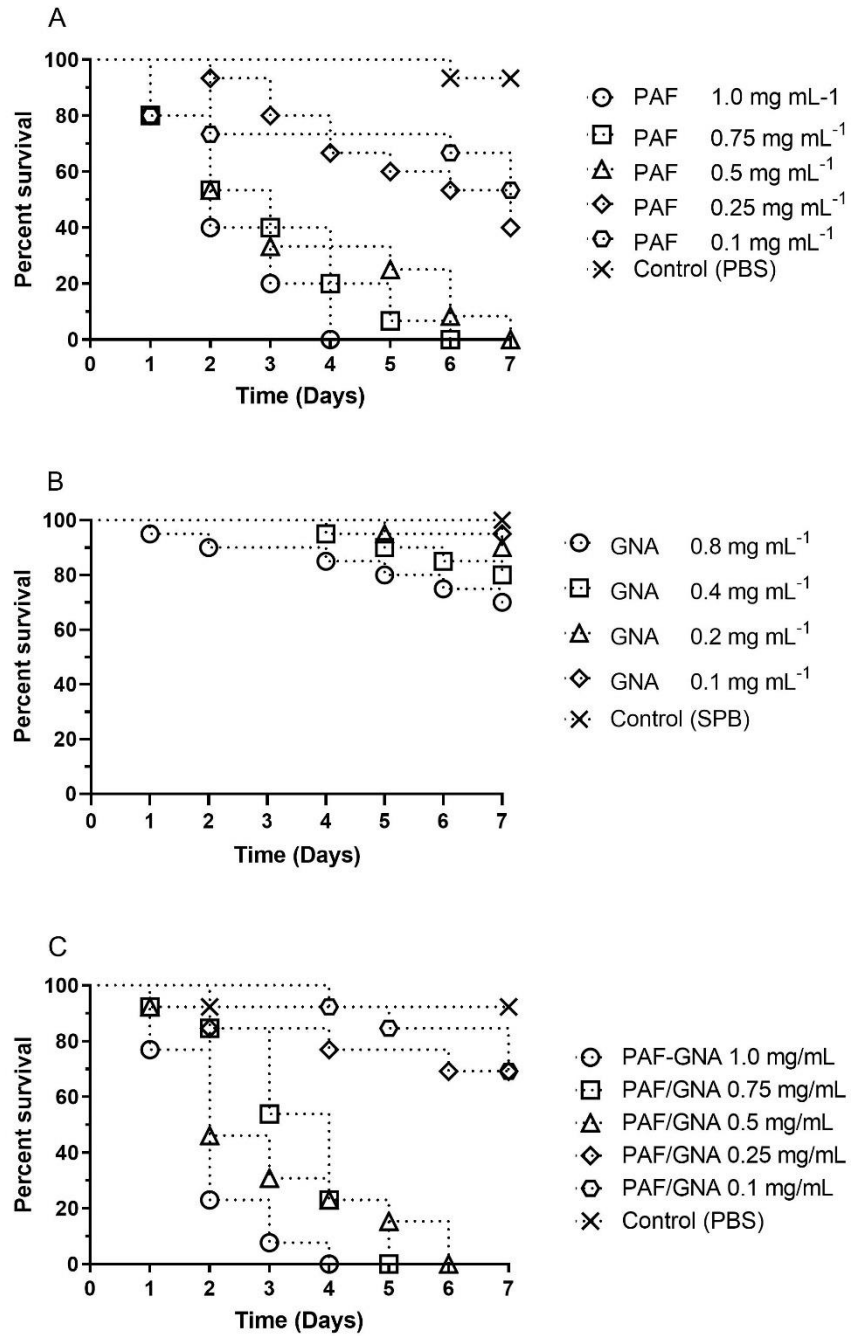 A
Percent survival
100
80
60
40
20
0
0 1 2 3 4 5 6 7
Time (Days)
PAF 1.0 mg mL-1
PAF 0.75 mg mL⁻¹
PAF 0.5 mg mL⁻¹
PAF 0.25 mg mL⁻¹
PAF 0.1 mg mL⁻¹
Control (PBS)
B
Percent survival
100
80
60
40
20
0
0 1 2 3 4 5 6 7
Time (Days)
GNA 0.8 mg mL⁻¹
GNA 0.4 mg mL⁻¹
GNA 0.2 mg mL⁻¹
GNA 0.1 mg mL⁻¹
Control (SPB)
C
Percent survival
100
80
60
40
20
0
0 1 2 3 4 5 6 7
Time (Days)
PAF-GNA 1.0 mg/mL
PAF/GNA 0.75 mg/mL
PAF/GNA 0.5 mg/mL
PAF/GNA 0.25 mg/mL
PAF/GNA 0.1 mg/mL
Control (PBS)